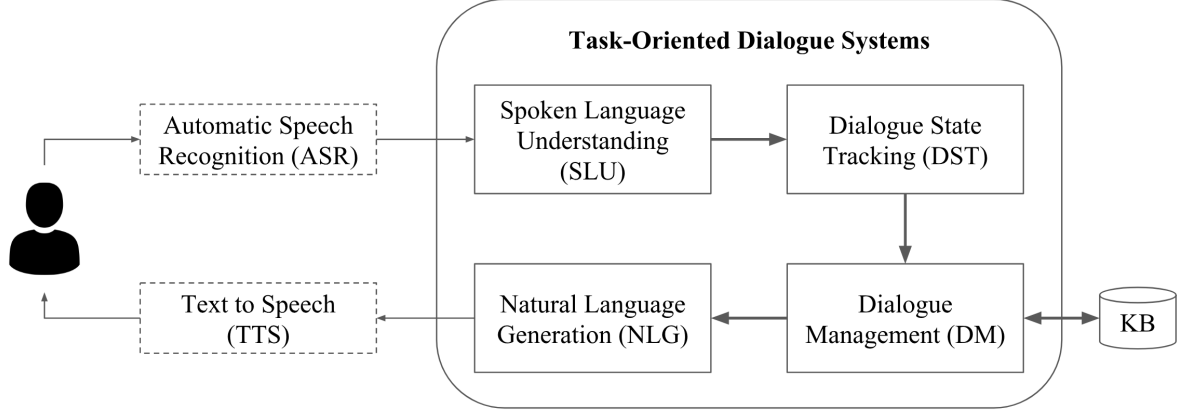 Task-Oriented Dialogue Systems
Automatic Speech
Recognition (ASR)
Spoken Language
Understanding
(SLU)
Dialogue State
Tracking (DST)
Text to Speech
(TTS)
Natural Language
Generation (NLG)
Dialogue
Management (DM)
KB